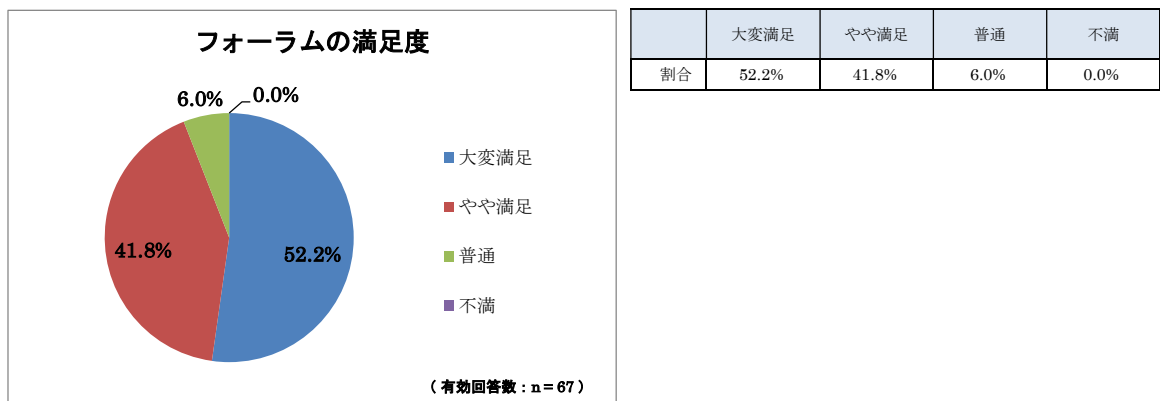 フォーラムの満足度
6.0%
0.0%
41.8%
52.2%
大変満足
やや満足
普通
不満
( 有効回答数：n＝67 )
大変満足 やや満足 普通 不満
割合 52.2% 41.8% 6.0% 0.0%